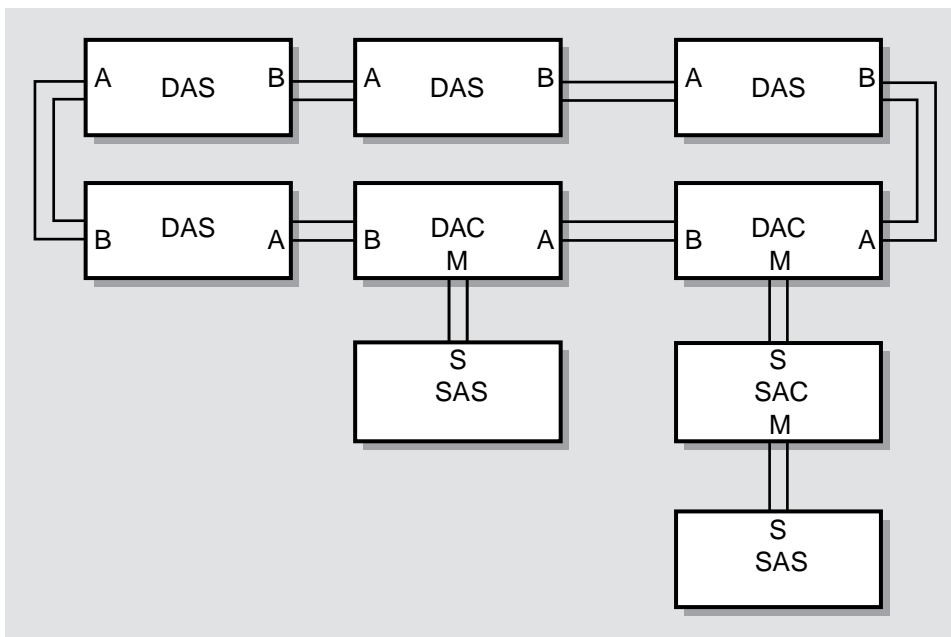 A DAS B A DAS B A DAS B
B DAS A B DAC A B DAC A
M M
S S
SAS SAC
M
S
SAS